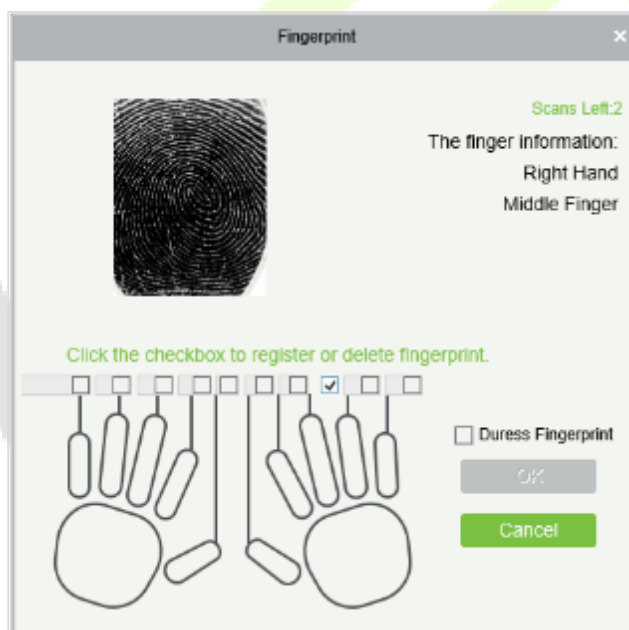 Fingerprint
Scans Left:2
The finger information:
Right Hand
Middle Finger
Click the checkbox to register or delete fingerprint.
Duress Fingerprint
OK
Cancel